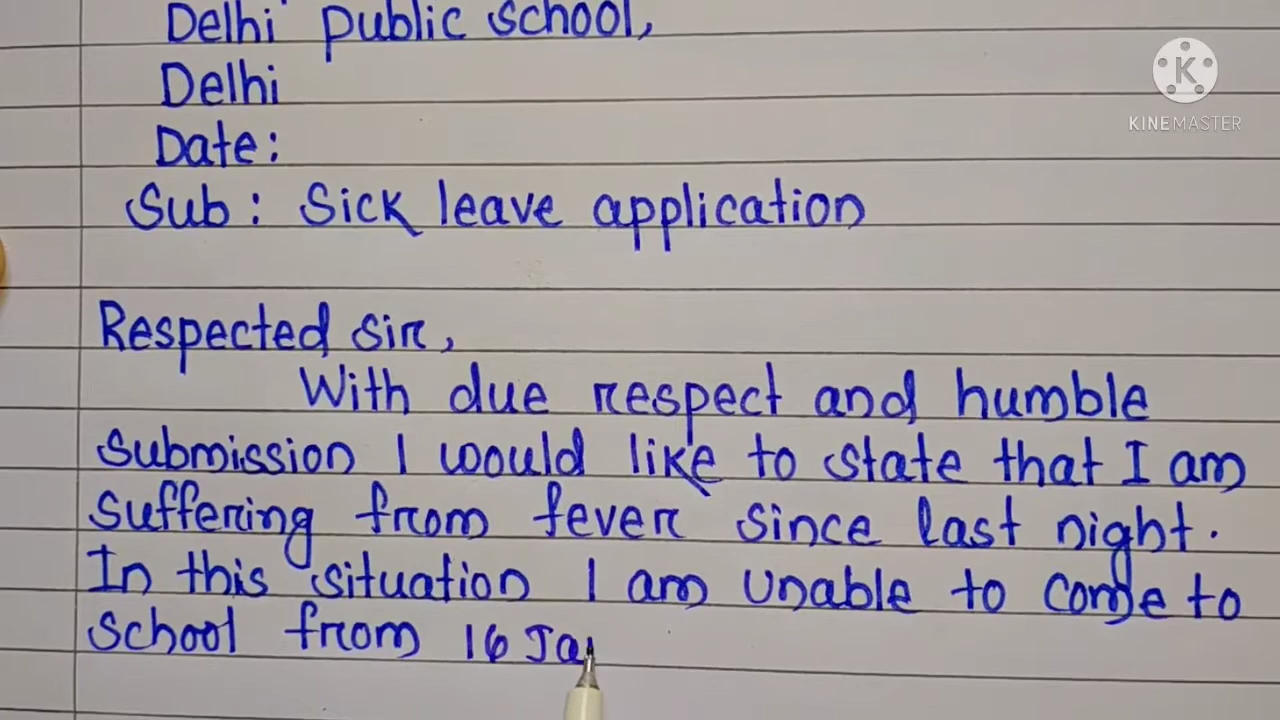 Delhi public school,
Delhi
Date:
Sub: Sick leave application
Respected sir,
With due respect and humble
submission I would like to state that I am
suffering from fever since last night.
In this situation I am unable to come to
school from 16 Ja
K
KINEMASTER